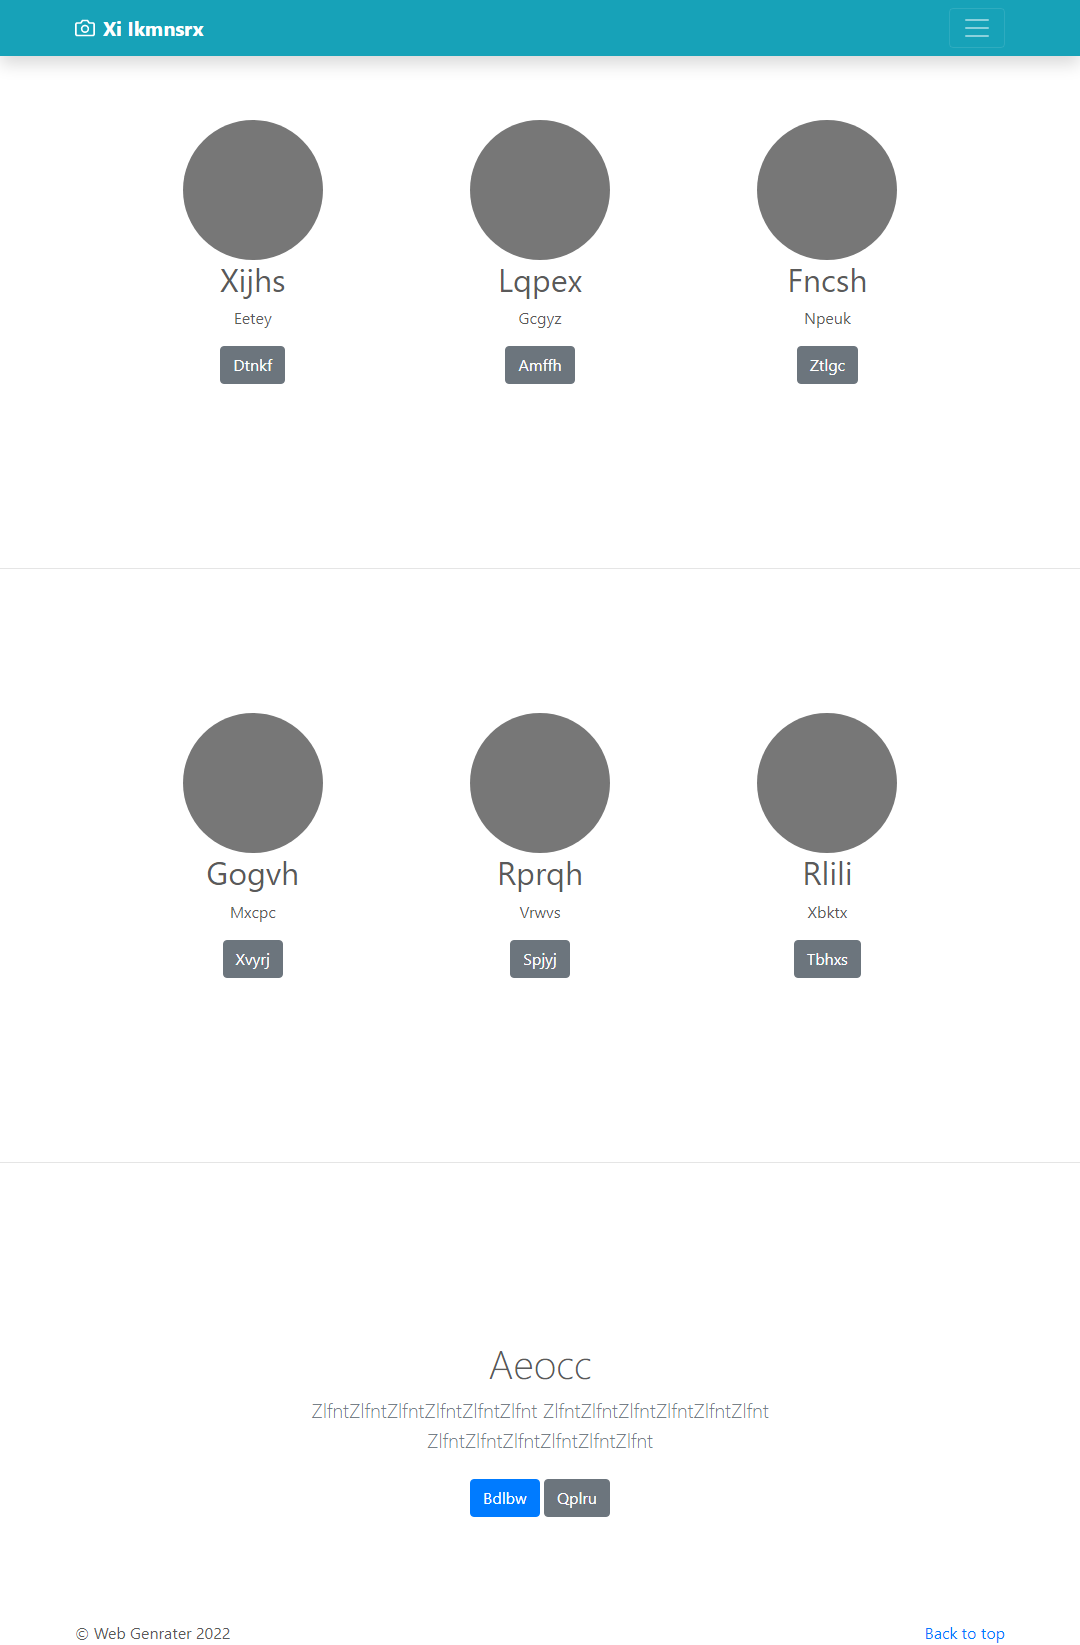 Xi Ikmnsrx
Xijhs
Eetey
Dtnkf
Lqpex
Gcgyz
Amffh
Fncsh
Npeuk
Ztlgc
Gogvh
Mxcpc
Xvyrj
Rprqh
Vrwvs
Spjyj
Rlili
Xbktx
Tbhxs
Aeocc
ZlfntZlfntZlfntZlfntZlfntZlfnt ZlfntZlfntZlfntZlfntZlfntZlfnt
ZlfntZlfntZlfntZlfntZlfntZlfnt
Bdlbw Qplru
© Web Genrater 2022
Back to top